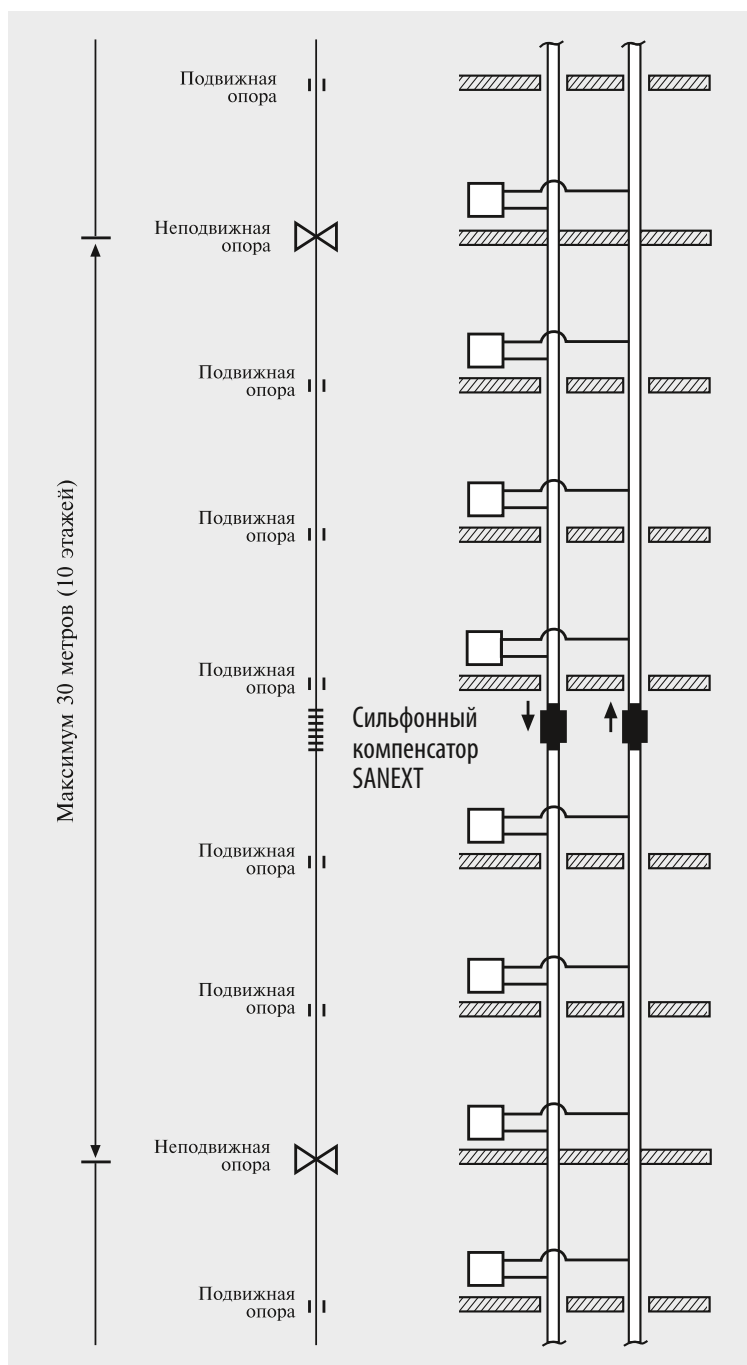 Подвижная
опора
Неподвижная
опора
Подвижная
опора
Подвижная
опора
Подвижная
опора
Максимум 30 метров (10 этажей)
Сильфонный
компенсатор
SANEXT
Подвижная
опора
Подвижная
опора
Неподвижная
опора
Подвижная
опора